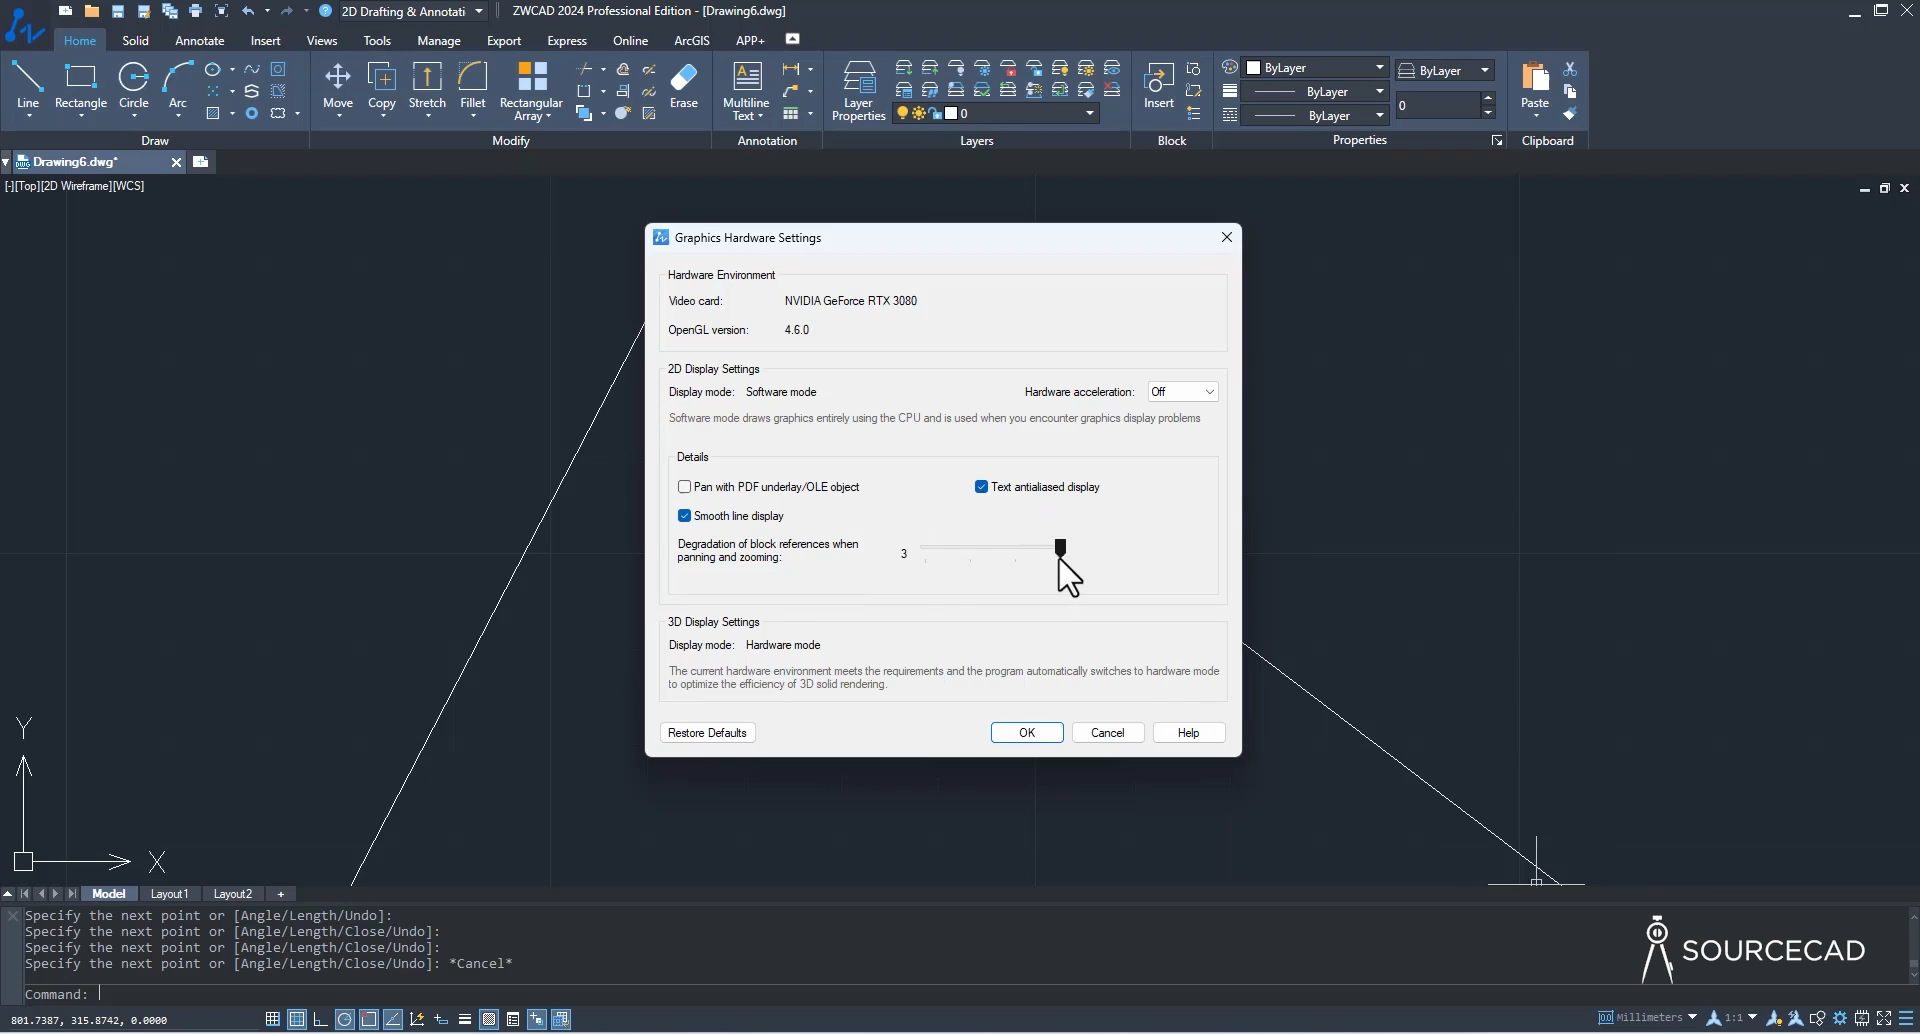 2D Drafting & Annotati
ZWCAD 2024 Professional Edition - [Drawing6.dwg]
Home Solid Annotate Insert Views Tools Manage Export Express Online ArcGIS APP+
Line Rectangle Circle Arc
Move Copy Stretch Fillet Rectangular Array Erase
Multiline Text
Layer Properties
0
Insert
ByLayer
ByLayer
ByLayer
ByLayer
0
Paste
Draw Modify Annotation Layers Block Properties Clipboard
Drawing6.dwg*
[-][Top][2D Wireframe][WCS]
Graphics Hardware Settings
Hardware Environment
Video card: NVIDIA GeForce RTX 3080
OpenGL version: 4.6.0
2D Display Settings
Display mode: Software mode Hardware acceleration: Off
Software mode draws graphics entirely using the CPU and is used when you encounter graphics display problems
Details
Pan with PDF underlay/OLE object Text antialiased display
Smooth line display
Degradation of block references when
panning and zooming: 3
3D Display Settings
Display mode: Hardware mode
The current hardware environment meets the requirements and the program automatically switches to hardware mode
to optimize the efficiency of 3D solid rendering.
Restore Defaults OK Cancel Help
Y
X
Model Layout1 Layout2 +
Specify the next point or [Angle/Length/Undo]:
Specify the next point or [Angle/Length/Close/Undo]:
Specify the next point or [Angle/Length/Close/Undo]:
Specify the next point or [Angle/Length/Close/Undo]: *Cancel*
SOURCECAD
Command:
801.7387, 315.8742, 0.0000
Millimeters 1:1